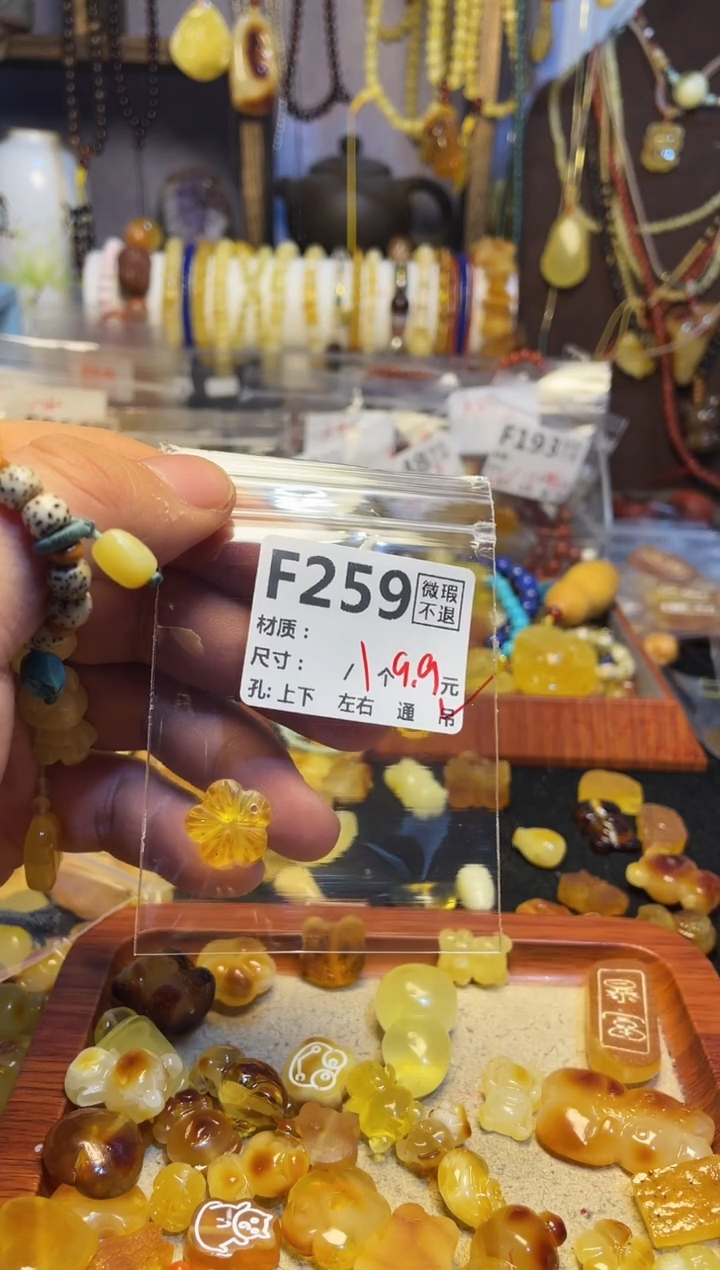 F193
F259
微瑕
不退
材质：
尺寸： /1个9.9元
孔: 上下 左右 通 吊